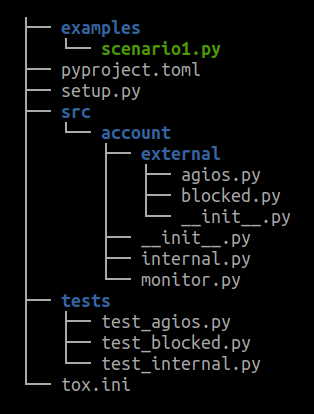 examples
scenario1.py
pyproject.toml
setup.py
src
account
external
agios.py
blocked.py
__init__.py
__init__.py
internal.py
monitor.py
tests
test_agios.py
test_blocked.py
test_internal.py
tox.ini